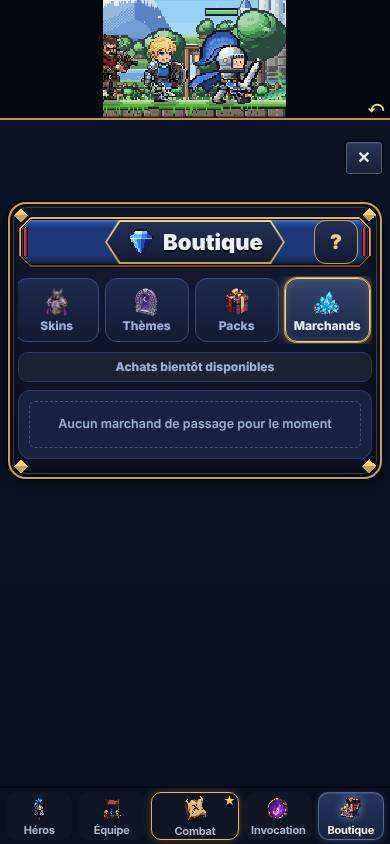 ×
Boutique
?
Skins
Thèmes
Packs
Marchands
Achats bientôt disponibles
Aucun marchand de passage pour le moment
Héros
Équipe
Combat
Invocation
Boutique